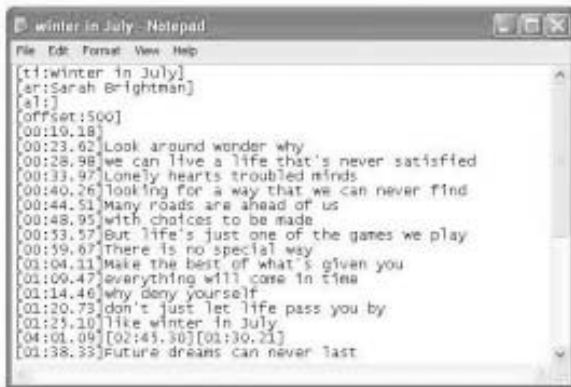 winter in July - Notepad
File Edit Format View Help
[ti:Winter in July]
[ar:Sarah Brightman]
[al:]
[offset:500]
[00:19.18]
[00:23.62]Look around wonder why
[00:28.98]we can live a life that's never satisfied
[00:33.97]Lonely hearts troubled minds
[00:40.26]looking for a way that we can never find
[00:44.51]Many roads are ahead of us
[00:48.95]with choices to be made
[00:53.57]But life's just one of the games we play
[00:59.67]There is no special way
[01:04.11]Make the best of what's given you
[01:09.47]everything will come in time
[01:14.46]why deny yourself
[01:20.73]don't just let life pass you by
[01:25.10]like winter in July
[04:01.09][02:45.30][01:30.21]
[01:38.33]Future dreams can never last